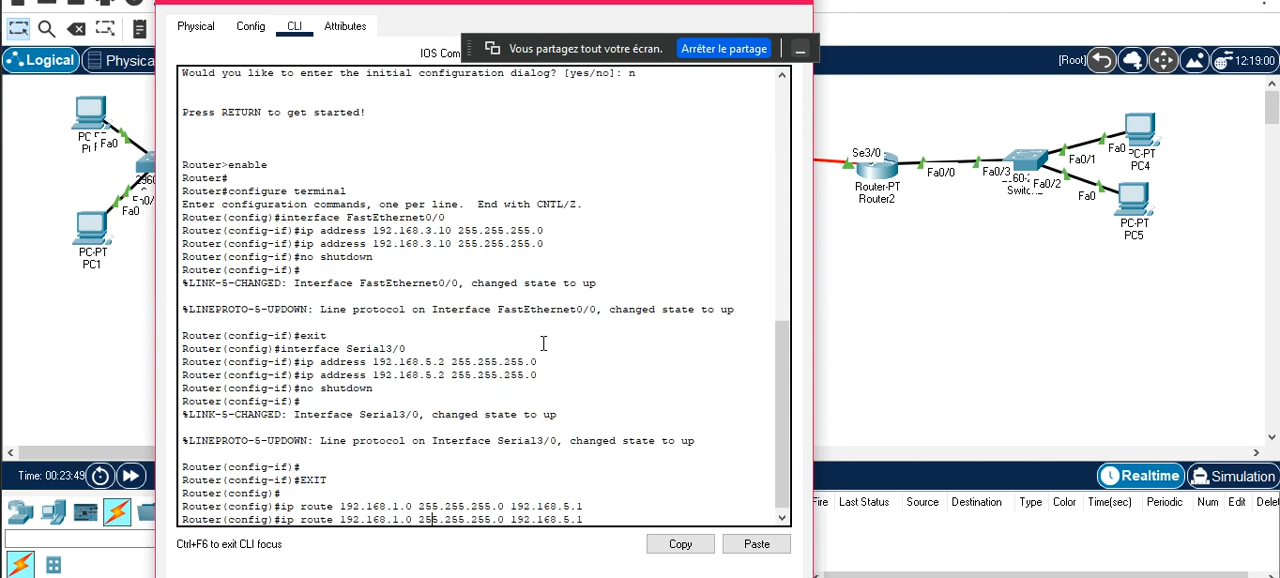 Physical Config CLI Attributes
IOS Com
Vous partagez tout votre écran. Arrêter le partage
Logical Physica
[Root] 12:19:00
Would you like to enter the initial configuration dialog? [yes/no]: n
Press RETURN to get started!
Router>enable
Router#
Router#configure terminal
Enter configuration commands, one per line. End with CNTL/Z.
Router(config)#interface FastEthernet0/0
Router(config-if)#ip address 192.168.3.10 255.255.255.0
Router(config-if)#ip address 192.168.3.10 255.255.255.0
Router(config-if)#no shutdown
Router(config-if)#
%LINK-5-CHANGED: Interface FastEthernet0/0, changed state to up
%LINEPROTO-5-UPDOWN: Line protocol on Interface FastEthernet0/0, changed state to up
Router(config-if)#exit
Router(config)#interface Serial3/0
Router(config-if)#ip address 192.168.5.2 255.255.255.0
Router(config-if)#ip address 192.168.5.2 255.255.255.0
Router(config-if)#no shutdown
Router(config-if)#
%LINK-5-CHANGED: Interface Serial3/0, changed state to up
%LINEPROTO-5-UPDOWN: Line protocol on Interface Serial3/0, changed state to up
Router(config-if)#
Router(config-if)#EXIT
Router(config)#
Router(config)#ip route 192.168.1.0 255.255.255.0 192.168.5.1
Router(config)#ip route 192.168.1.0 255.255.255.0 192.168.5.1
Ctrl+F6 to exit CLI focus
Copy Paste
Fa0
Fa0
PC-PT
PC1
Se3/0
Router-PT
Router2
Fa0/0
Fa0/3
Fa0/1
Fa0/2
Fa0
PC-PT
PC4
Fa0
PC-PT
PC5
Time: 00:23:49
Realtime Simulation
Fire Last Status Source Destination Type Color Time(sec) Periodic Num Edit Dele